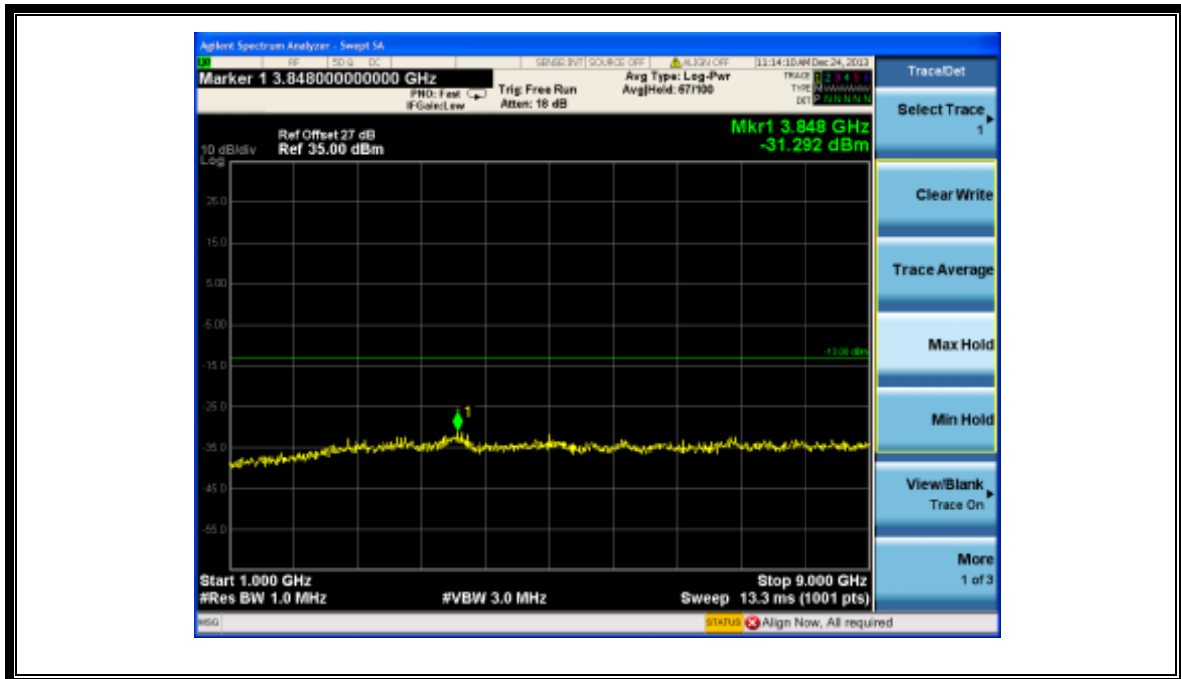 Agilent Spectrum Analyzer - Swept SA
RF 50 Ω DC SENSE:INT SOURCE OFF ALIGN OFF 11:14:10 AM Dec 24, 2013
Marker 1 3.848000000000 GHz
PNO: Fast
IFGain:Low
Trig: Free Run
Atten: 18 dB
Avg Type: Log-Pwr
Avg|Hold: 67/100
TRACE 1 2 3 4 5 6
TYPE
DET P N N N N N
Mkr1 3.848 GHz
-31.292 dBm
Ref Offset 27 dB
10 dB/div Ref 35.00 dBm
Log
25.0
15.0
5.00
-5.00
-13.00 dBm
-15.0
-25.0
1
-35.0
-45.0
-55.0
Start 1.000 GHz Stop 9.000 GHz
#Res BW 1.0 MHz #VBW 3.0 MHz Sweep 13.3 ms (1001 pts)
MSG STATUS Align Now, All required
Trace/Det
Select Trace
1
Clear Write
Trace Average
Max Hold
Min Hold
View/Blank
Trace On
More
1 of 3